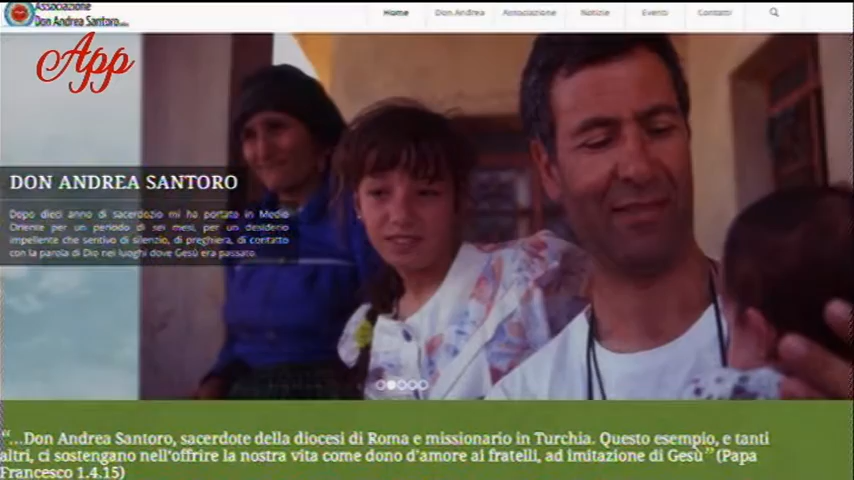 Associazione
Don Andrea Santoro
Home Don Andrea Associazione Notizie Eventi Contatti
App
DON ANDREA SANTORO
Dopo dieci anno di sacerdozio mi ha portato in Medio
Oriente per un periodo di sei mesi, per un desiderio
impellente che sentivo di silenzio, di preghiera, di contatto
con la parola di Dio nei luoghi dove Gesù era passato.
“...Don Andrea Santoro, sacerdote della diocesi di Roma e missionario in Turchia. Questo esempio, e tanti
altri, ci sostengano nell'offrire la nostra vita come dono d'amore ai fratelli, ad imitazione di Gesù” (Papa
Francesco 1.4.15)